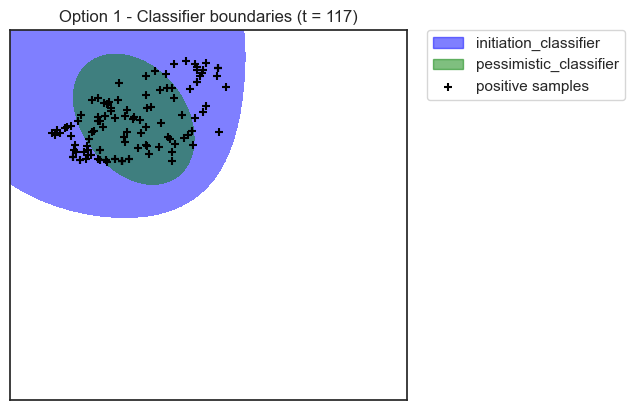 Option 1 - Classifier boundaries (t = 117)
initiation_classifier
pessimistic_classifier
positive samples